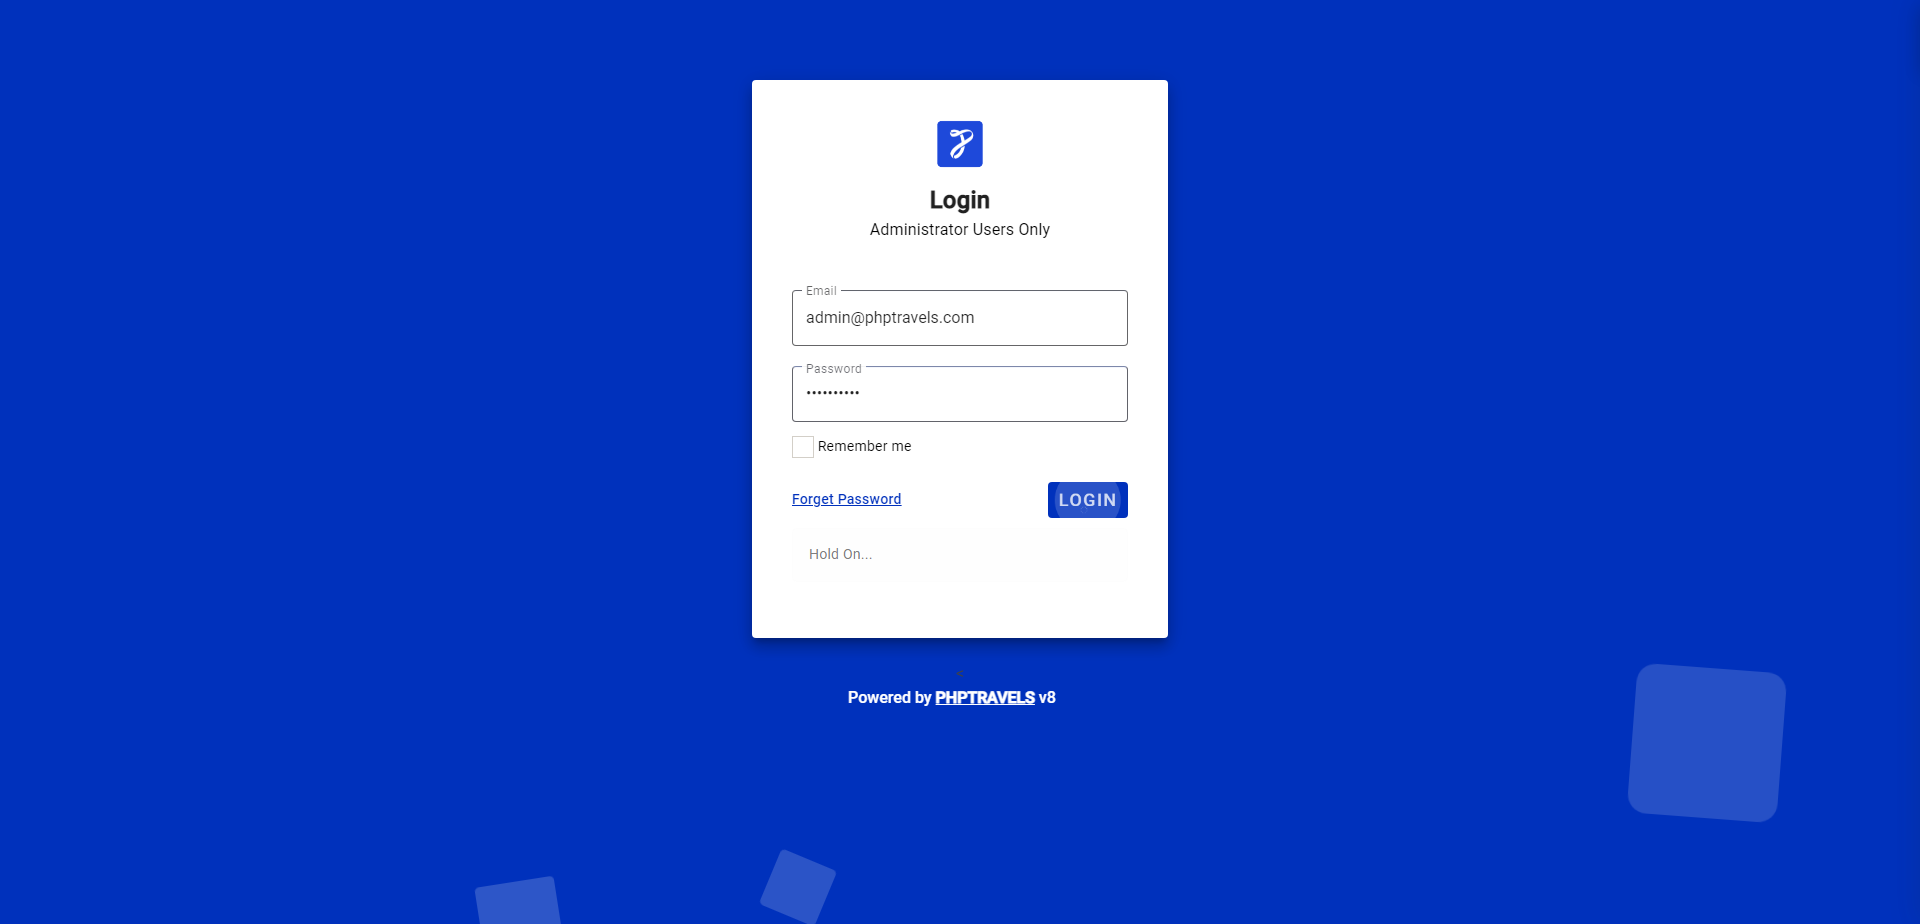 Login
Administrator Users Only
Email
admin@phptravels.com
Password
••••••••••
Remember me
Forget Password
LOGIN
Hold On...
<
Powered by PHPTRAVELS v8